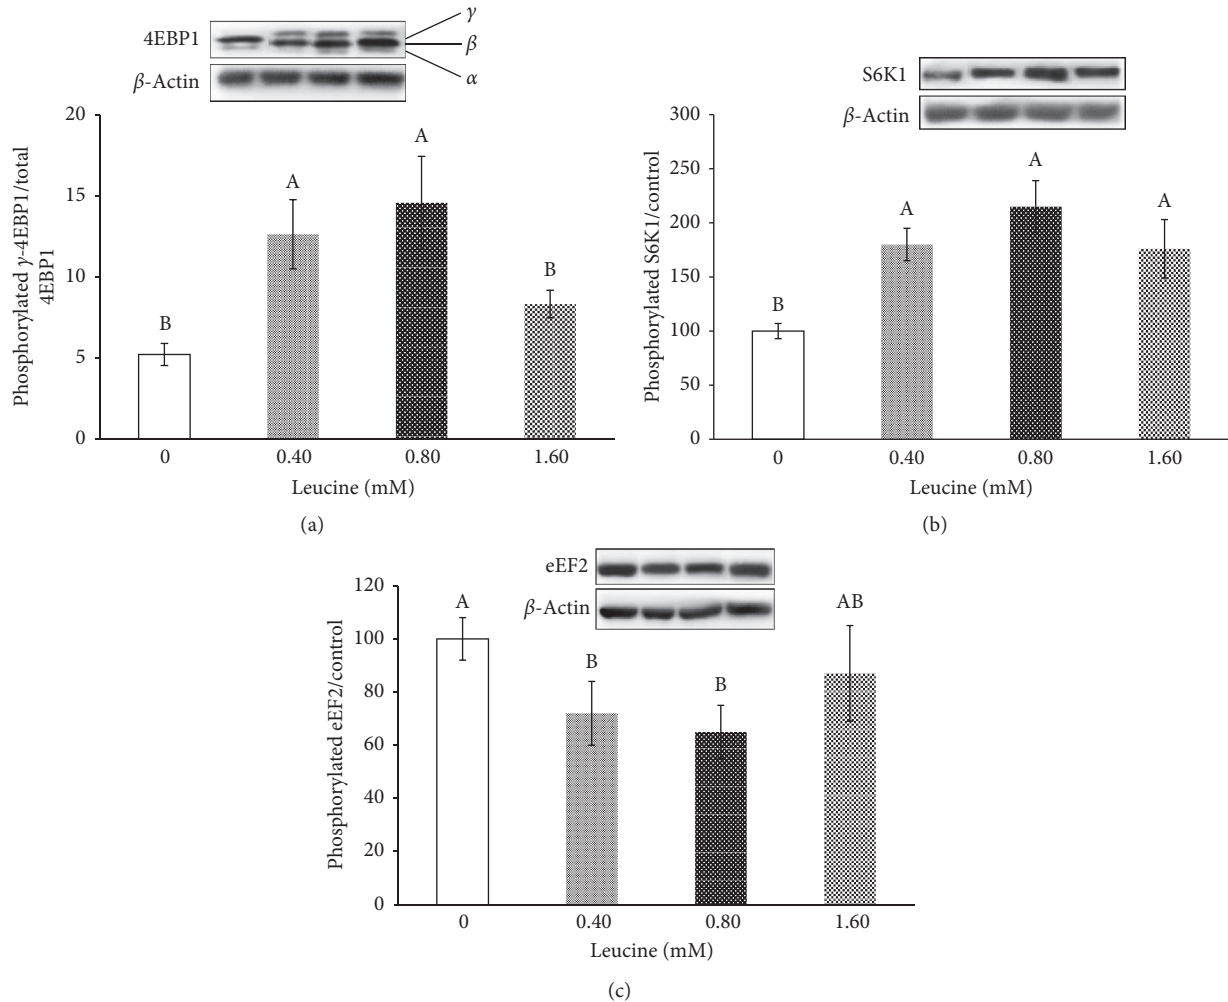 4EBP1
γ
β
α
β-Actin
Phosphorylated γ-4EBP1/total
4EBP1
20
15
10
5
0
B
A
A
B
0
0.40
0.80
1.60
Leucine (mM)
(a)
S6K1
β-Actin
Phosphorylated S6K1/control
300
250
200
150
100
50
0
B
A
A
A
0
0.40
0.80
1.60
Leucine (mM)
(b)
eEF2
β-Actin
Phosphorylated eEF2/control
120
100
80
60
40
20
0
A
B
B
AB
0
0.40
0.80
1.60
Leucine (mM)
(c)